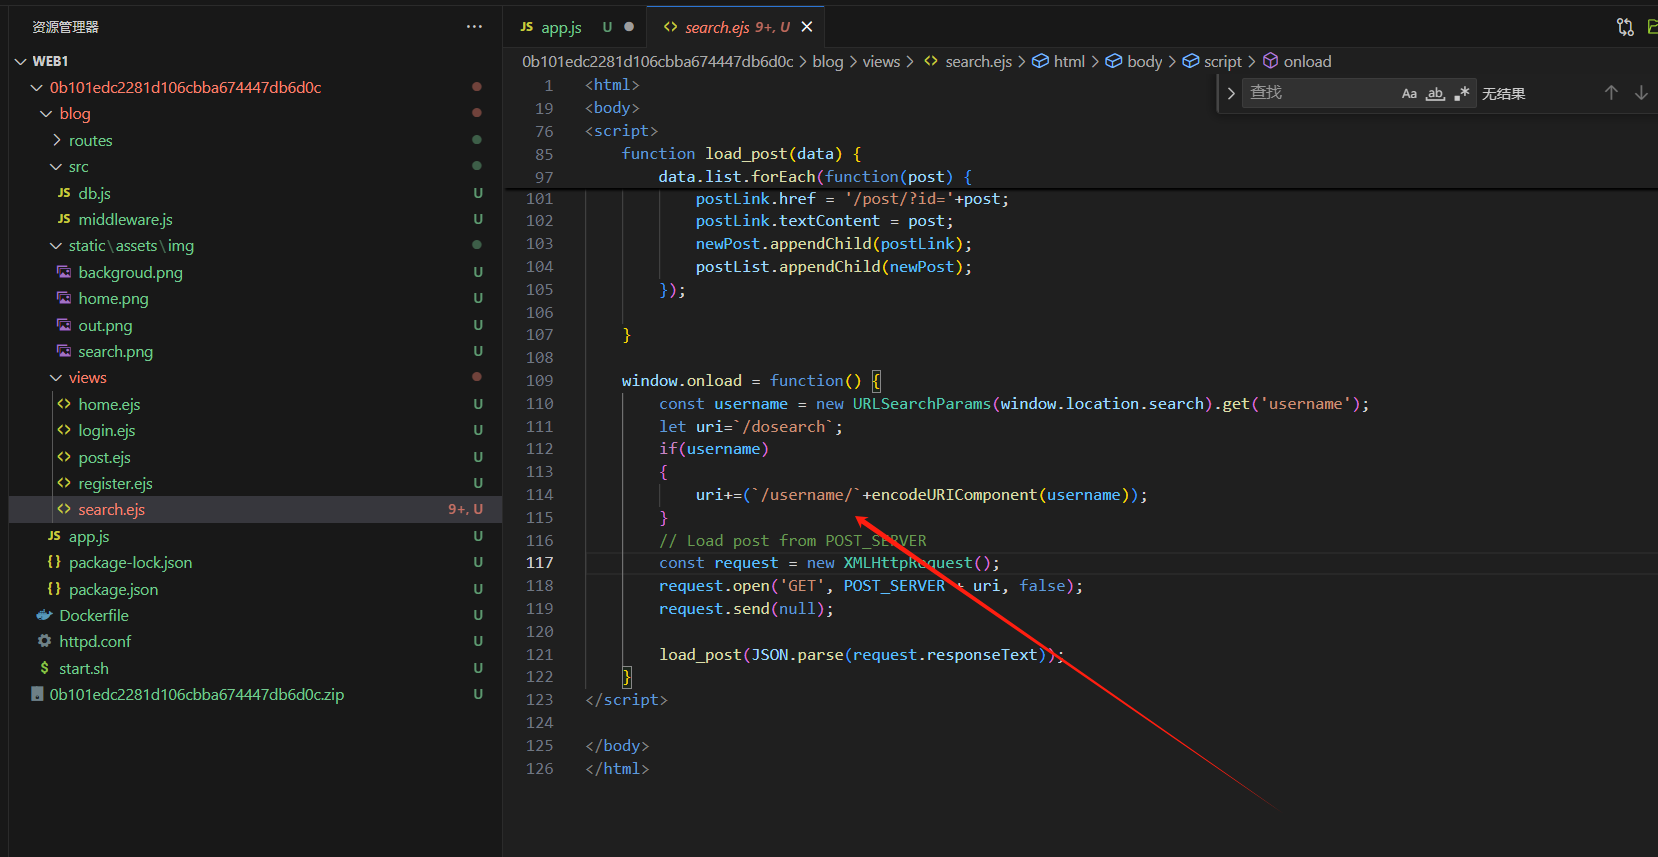 资源管理器
WEB1
0b101edc2281d106cbba674447db6d0c
blog
routes
src
JS db.js U
JS middleware.js U
static\assets\img
backgroud.png U
home.png U
out.png U
search.png U
views
home.ejs U
login.ejs U
post.ejs U
register.ejs U
search.ejs 9+, U
JS app.js U
{} package-lock.json U
{} package.json U
Dockerfile U
httpd.conf U
$ start.sh U
0b101edc2281d106cbba674447db6d0c.zip U
JS app.js U
<> search.ejs 9+, U
0b101edc2281d106cbba674447db6d0c > blog > views > <> search.ejs > html > body > script > onload
查找 Aa ab .* 无结果
1 <html>
19 <body>
76 <script>
85 function load_post(data) {
97 data.list.forEach(function(post) {
101 postLink.href = '/post/?id='+post;
102 postLink.textContent = post;
103 newPost.appendChild(postLink);
104 postList.appendChild(newPost);
105 });
106
107 }
108
109 window.onload = function() {
110 const username = new URLSearchParams(window.location.search).get('username');
111 let uri=`/dosearch`;
112 if(username)
113 {
114 uri+=(`/username/`+encodeURIComponent(username));
115 }
116 // Load post from POST_SERVER
117 const request = new XMLHttpRequest();
118 request.open('GET', POST_SERVER + uri, false);
119 request.send(null);
120
121 load_post(JSON.parse(request.responseText));
122 }
123 </script>
124
125 </body>
126 </html>